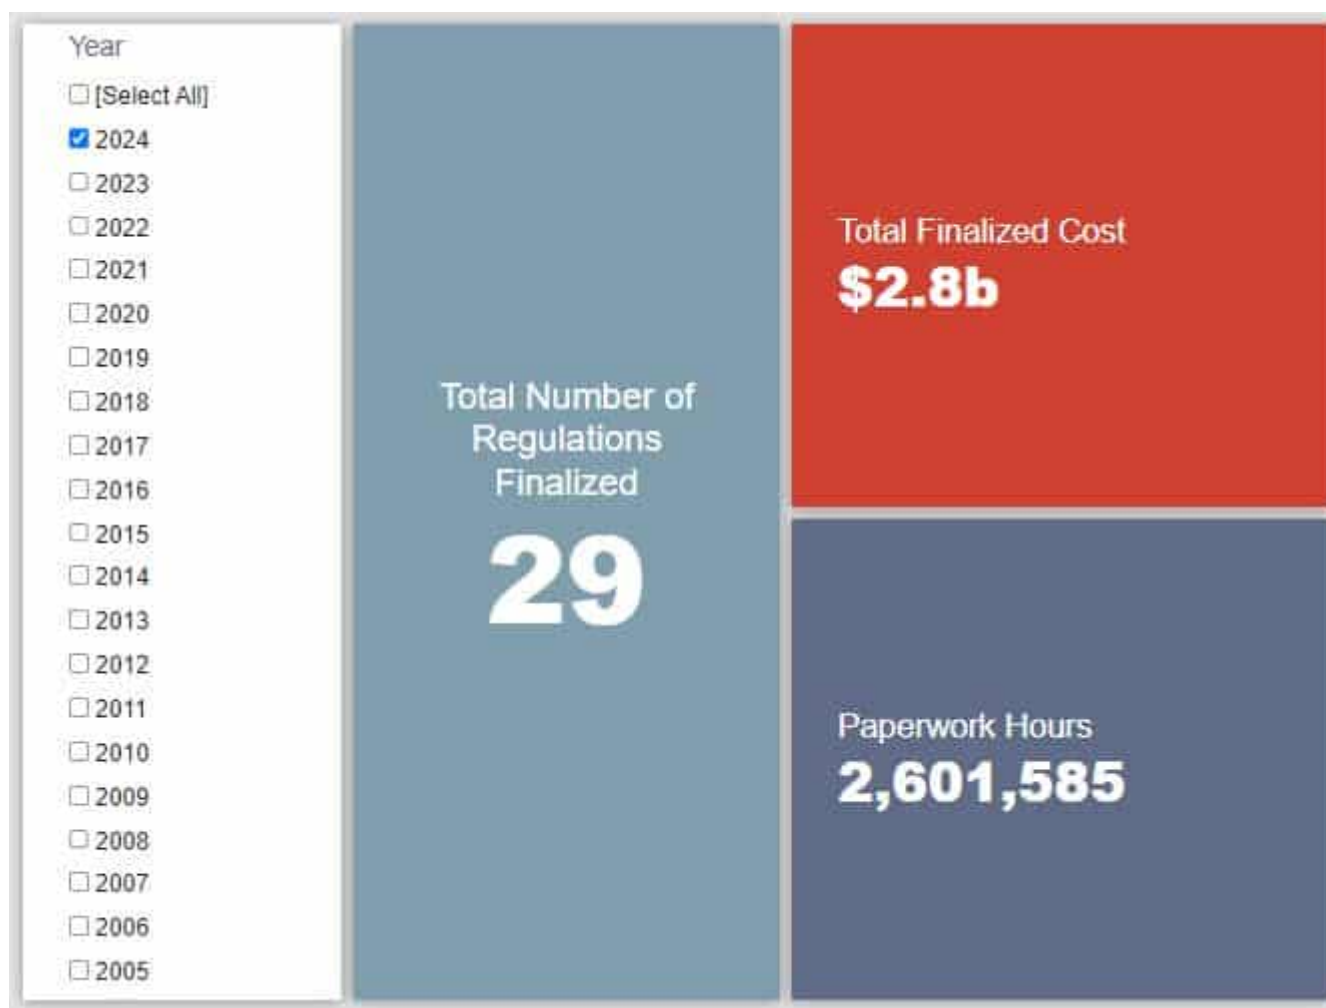 Year
[Select All]
2024
2023
2022
2021
2020
2019
2018
2017
2016
2015
2014
2013
2012
2011
2010
2009
2008
2007
2006
2005
Total Number of
Regulations
Finalized
29
Total Finalized Cost
$2.8b
Paperwork Hours
2,601,585